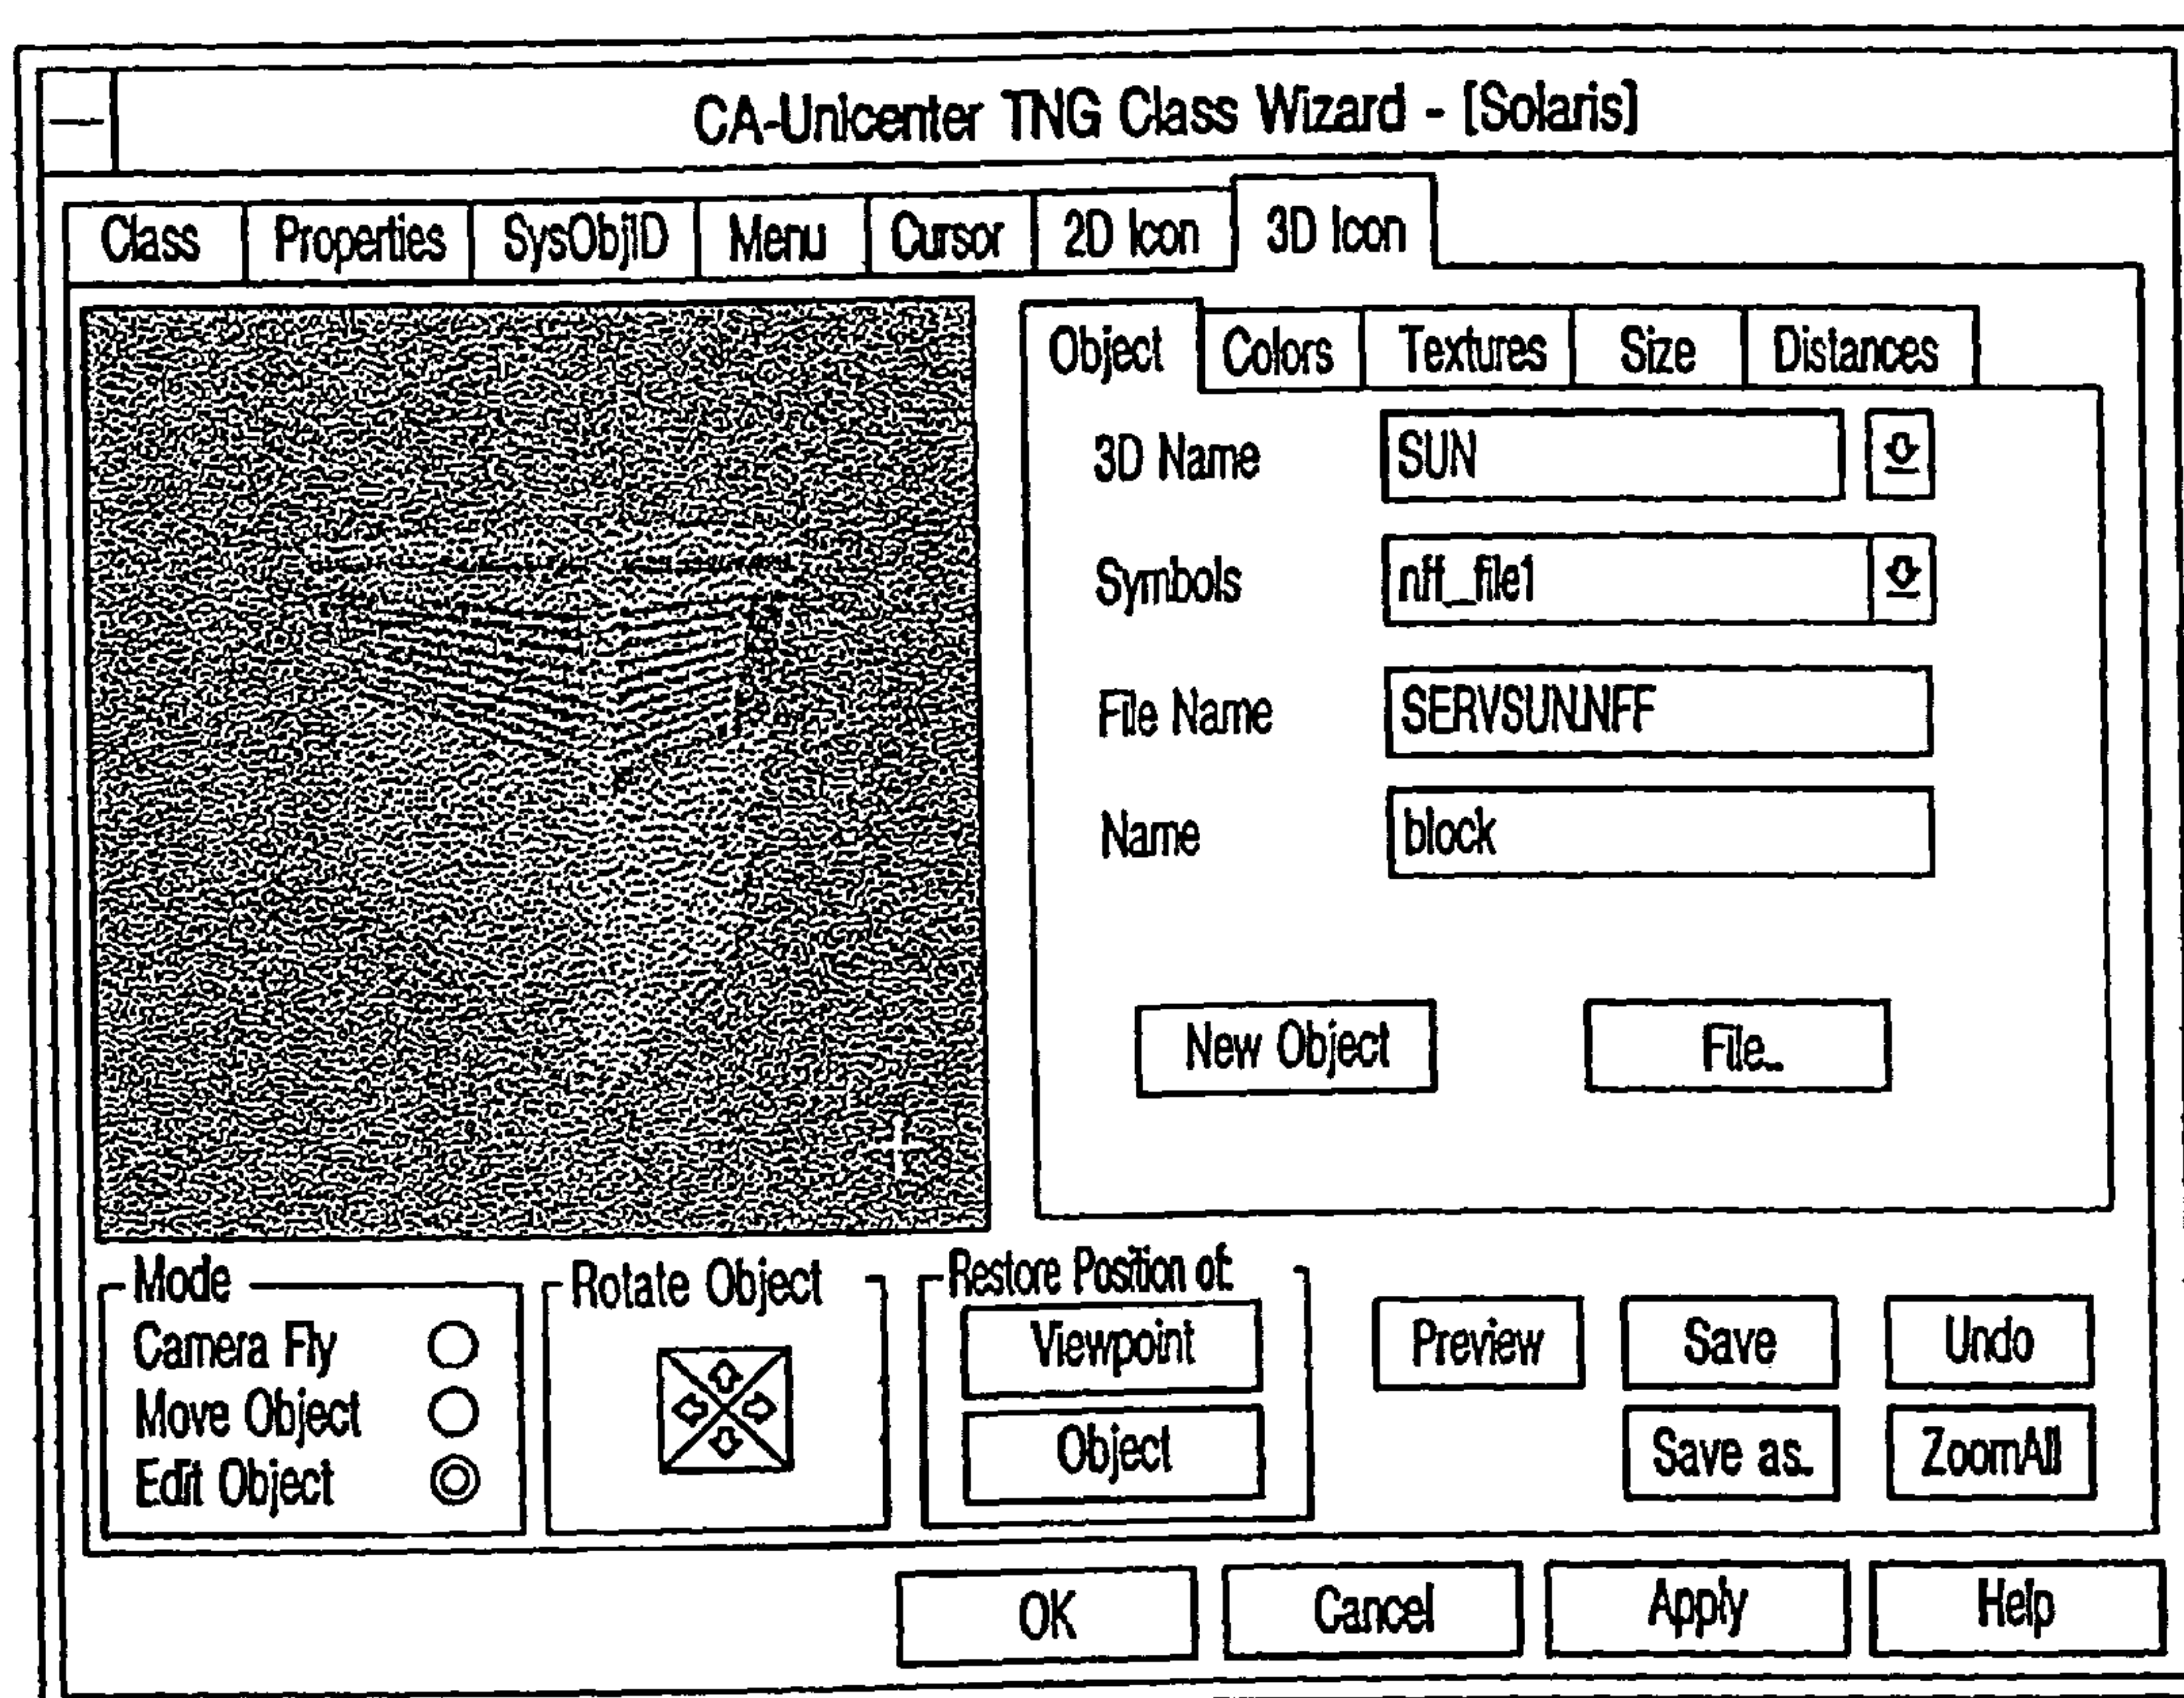 CA-Unicenter TNG Class Wizard - [Solaris]
Class Properties SysObjID Menu Cursor 2D Icon 3D Icon
Object Colors Textures Size Distances
3D Name SUN
Symbols nff_file1
File Name SERVSUN.NFF
Name block
New Object File..
Mode
Camera Fly
Move Object
Edit Object
Rotate Object
Restore Position of:
Viewpoint
Object
Preview Save Undo
Save as.. ZoomAll
OK Cancel Apply Help